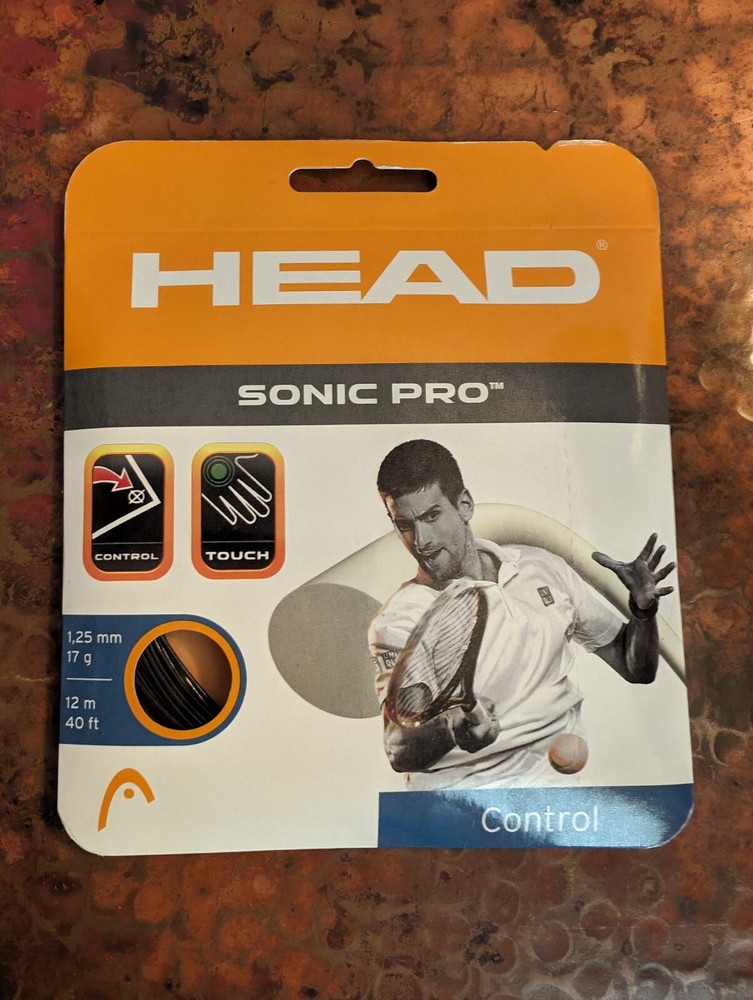 HEAD®
SONIC PRO™
CONTROL
TOUCH
1,25 mm
17 g
12 m
40 ft
Control